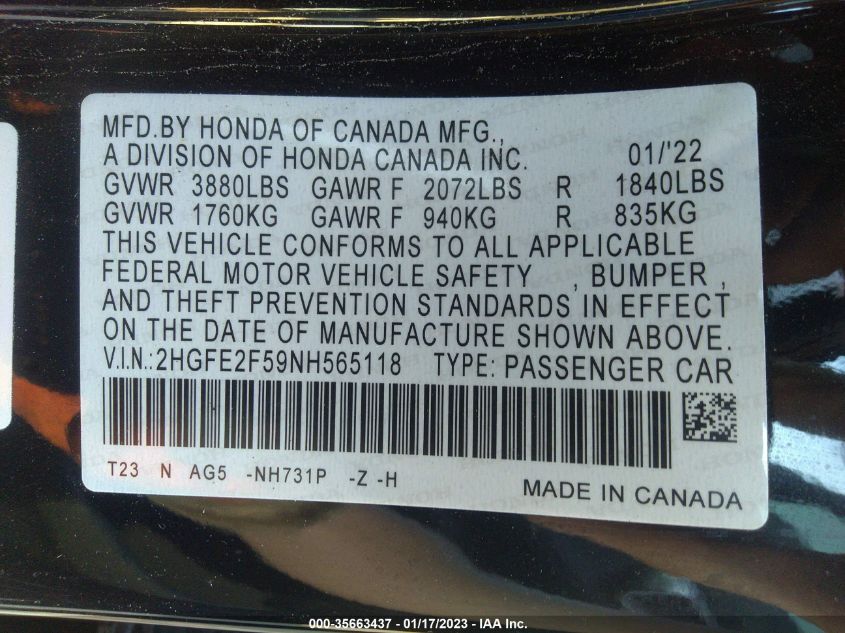 MFD.BY HONDA OF CANADA MFG.,
A DIVISION OF HONDA CANADA INC. 01/'22
GVWR 3880LBS GAWR F 2072LBS R 1840LBS
GVWR 1760KG GAWR F 940KG R 835KG
THIS VEHICLE CONFORMS TO ALL APPLICABLE
FEDERAL MOTOR VEHICLE SAFETY , BUMPER ,
AND THEFT PREVENTION STANDARDS IN EFFECT
ON THE DATE OF MANUFACTURE SHOWN ABOVE.
V.I.N.:2HGFE2F59NH565118 TYPE: PASSENGER CAR
T23 N AG5 -NH731P -Z -H
MADE IN CANADA
000-35663437 - 01/17/2023 - IAA Inc.